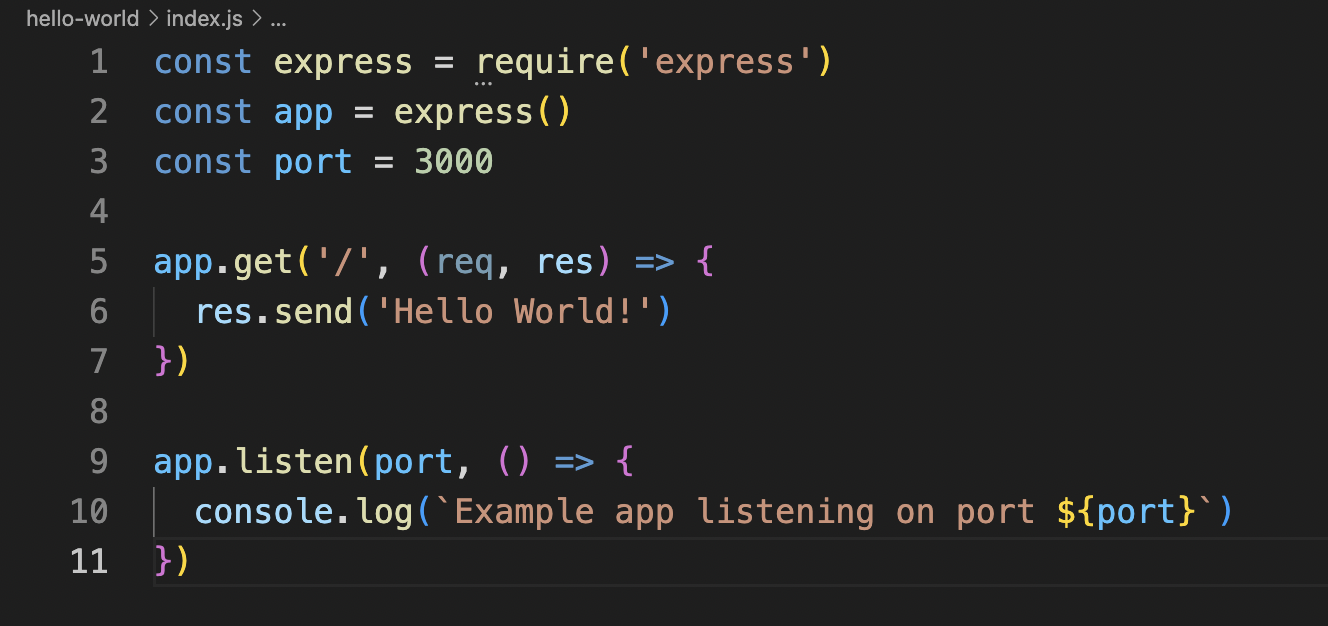 hello-world > index.js > ...
1 const express = require('express')
2 const app = express()
3 const port = 3000
4
5 app.get('/', (req, res) => {
6   res.send('Hello World!')
7 })
8
9 app.listen(port, () => {
10   console.log(`Example app listening on port ${port}`)
11 })